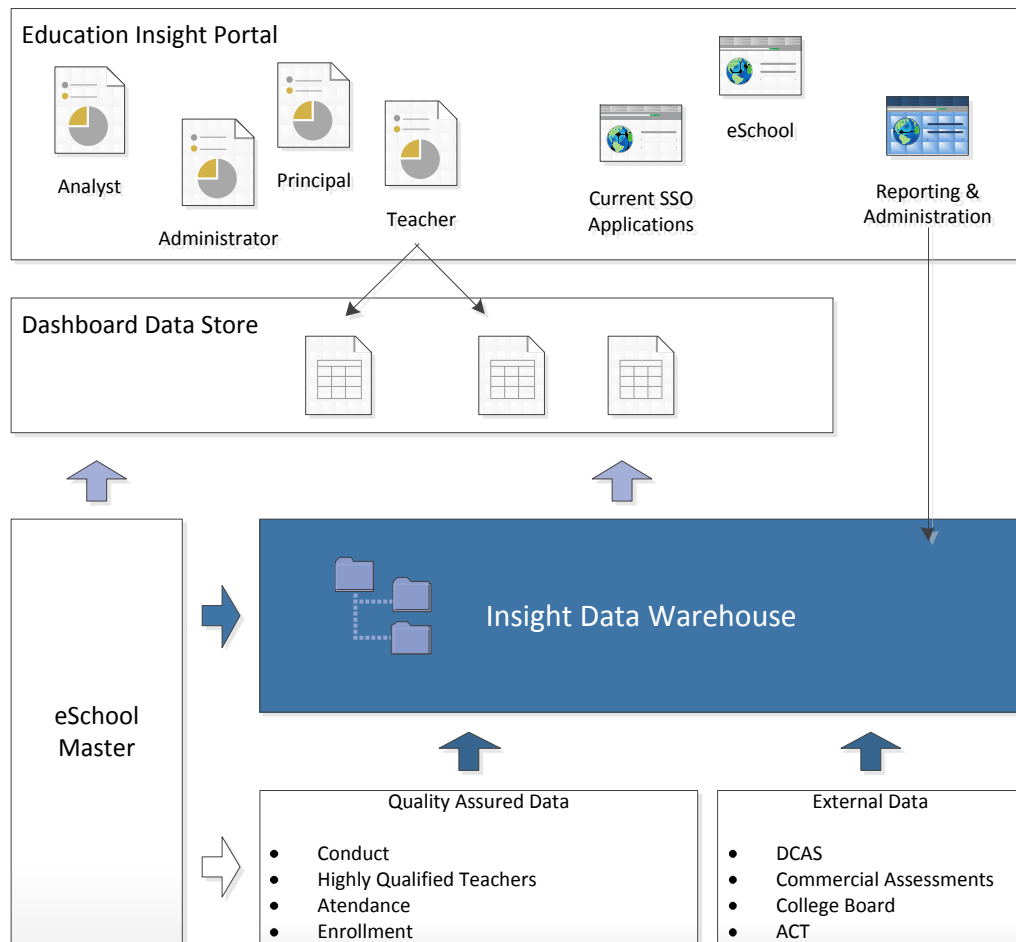 Education Insight Portal
Analyst
Administrator
Principal
Teacher
Current SSO
Applications
eSchool
Reporting &
Administration
Dashboard Data Store
eSchool
Master
Insight Data Warehouse
Quality Assured Data
• Conduct
• Highly Qualified Teachers
• Atendance
• Enrollment
External Data
• DCAS
• Commercial Assessments
• College Board
• ACT